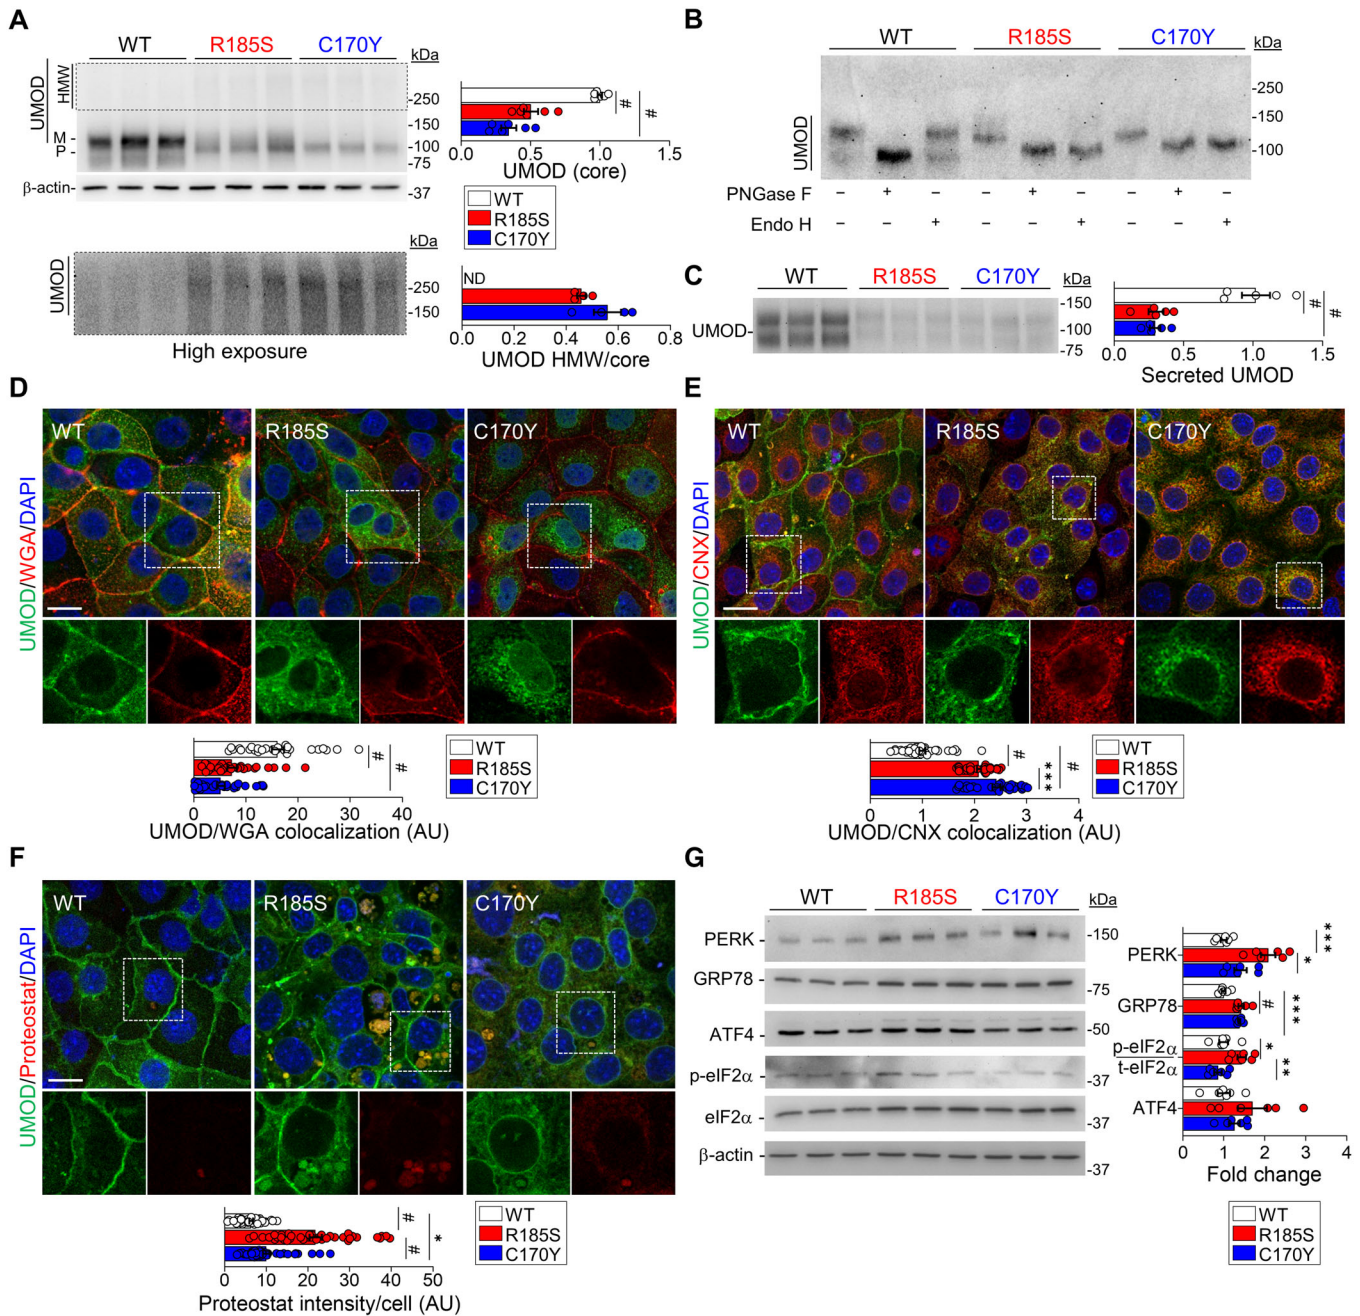 A
WT R185S C170Y
kDa
UMOD
HMW
-250
-150
M -
P -
-100
-75
β-actin-
-37
0.0 0.5 1.0 1.5
UMOD (core)
# #
WT
R185S
C170Y
kDa
UMOD
-250
-150
High exposure
ND
0.0 0.2 0.4 0.6 0.8
UMOD HMW/core
B
WT R185S C170Y
kDa
-250
-150
-100
UMOD
PNGase F - + - - + - - + -
Endo H - - + - - + - - +
C
WT R185S C170Y
kDa
-150
UMOD-
-100
-75
# #
0.0 0.5 1.0 1.5
Secreted UMOD
D
WT R185S C170Y
UMOD/WGA/DAPI
# #
0 10 20 30 40
UMOD/WGA colocalization (AU)
WT
R185S
C170Y
E
WT R185S C170Y
UMOD/CNX/DAPI
# *** #
0 1 2 3 4
UMOD/CNX colocalization (AU)
WT
R185S
C170Y
F
WT R185S C170Y
UMOD/Proteostat/DAPI
# # *
0 10 20 30 40 50
Proteostat intensity/cell (AU)
WT
R185S
C170Y
G
WT R185S C170Y
kDa
PERK -
-150
GRP78 -
-75
ATF4 -
-50
p-eIF2α -
-37
eIF2α -
-37
β-actin -
-37
PERK
* ***
GRP78
# ***
p-eIF2α
t-eIF2α
* **
ATF4
0 1 2 3 4
Fold change
WT
R185S
C170Y